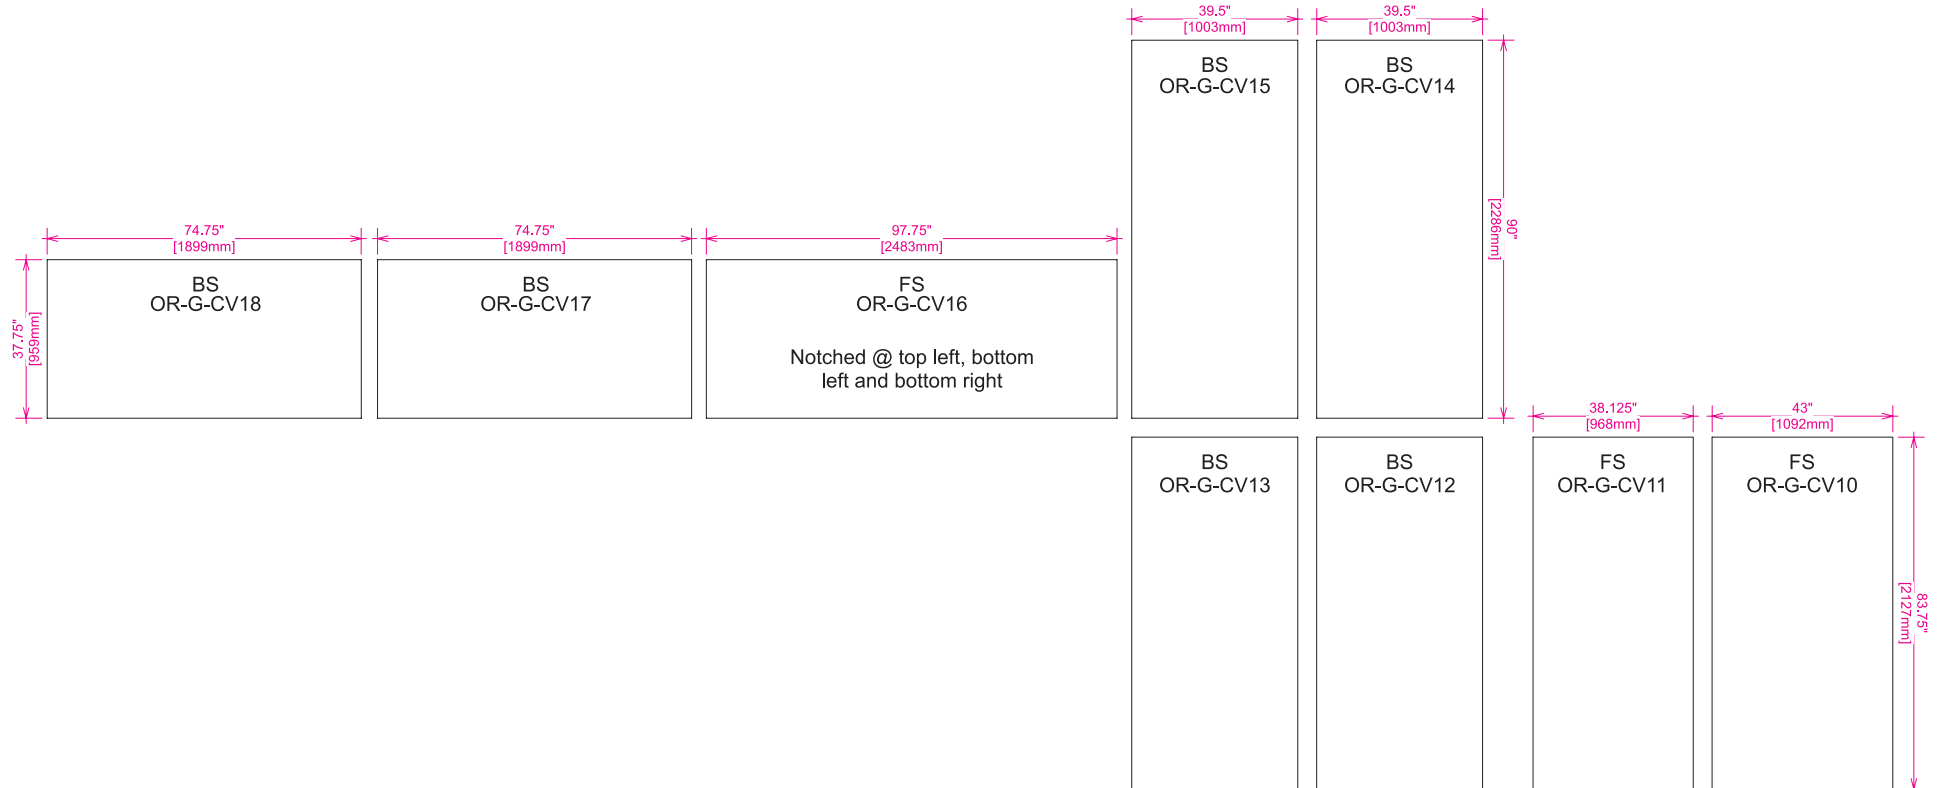 39.5"
[1003mm]
39.5"
[1003mm]
BS
OR-G-CV15
BS
OR-G-CV14
90"
[2286mm]
74.75"
[1899mm]
74.75"
[1899mm]
97.75"
[2483mm]
37.75"
[959mm]
BS
OR-G-CV18
BS
OR-G-CV17
FS
OR-G-CV16
Notched @ top left, bottom
left and bottom right
38.125"
[968mm]
43"
[1092mm]
BS
OR-G-CV13
BS
OR-G-CV12
FS
OR-G-CV11
FS
OR-G-CV10
83.75"
[2127mm]